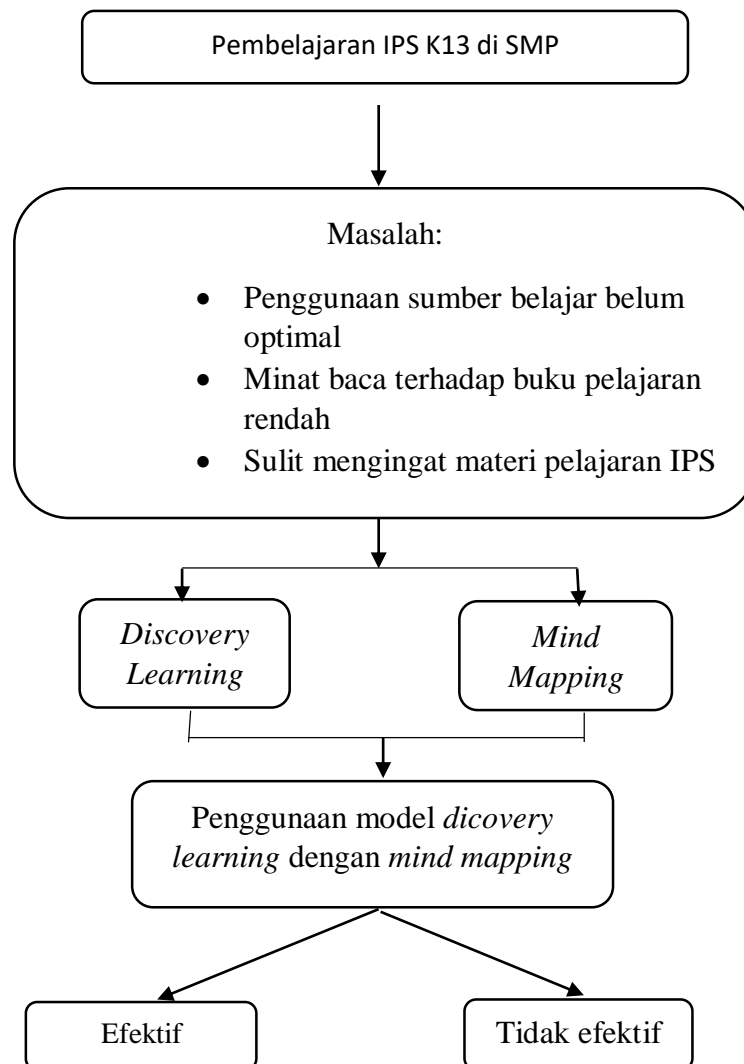 Pembelajaran IPS K13 di SMP
Masalah:
• Penggunaan sumber belajar belum
optimal
• Minat baca terhadap buku pelajaran
rendah
• Sulit mengingat materi pelajaran IPS
Discovery
Learning
Mind
Mapping
Penggunaan model dicovery
learning dengan mind mapping
Efektif
Tidak efektif